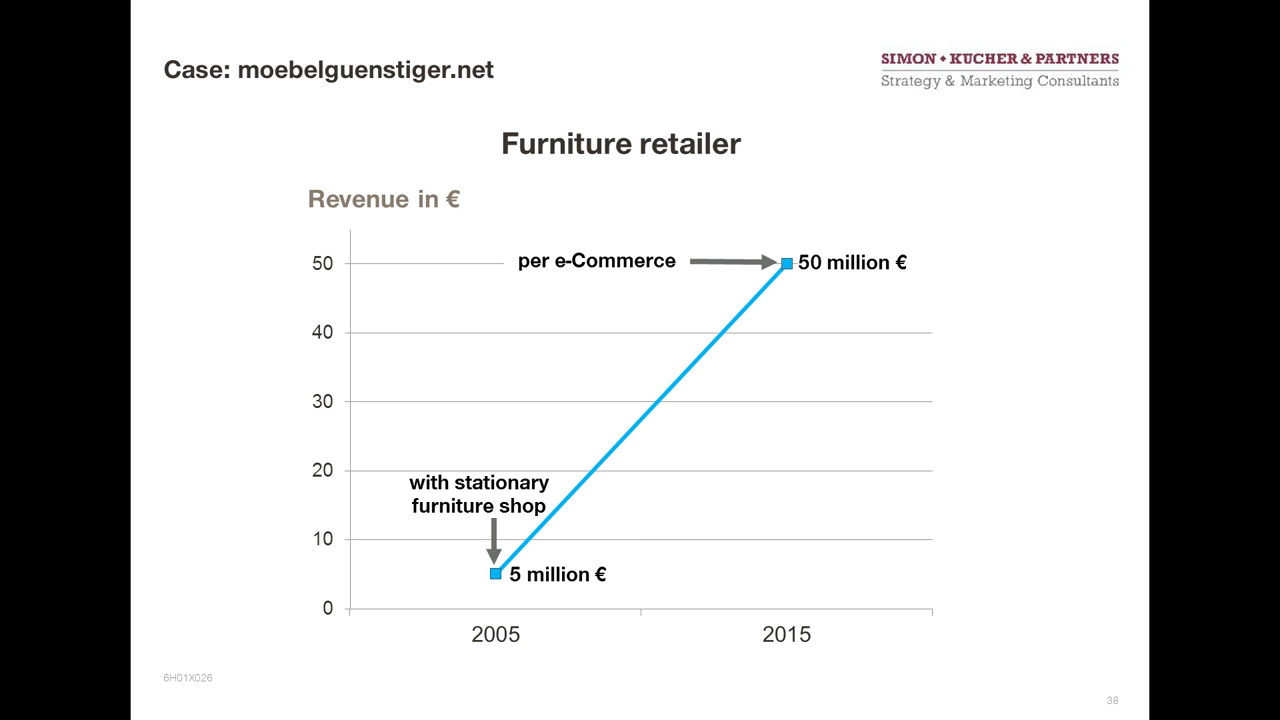 Case: moebelguenstiger.net
SIMON • KUCHER & PARTNERS
Strategy & Marketing Consultants
Furniture retailer
Revenue in €
50
per e-Commerce
50 million €
40
30
20
with stationary
furniture shop
10
5 million €
0
2005
2015
6H01X026
38